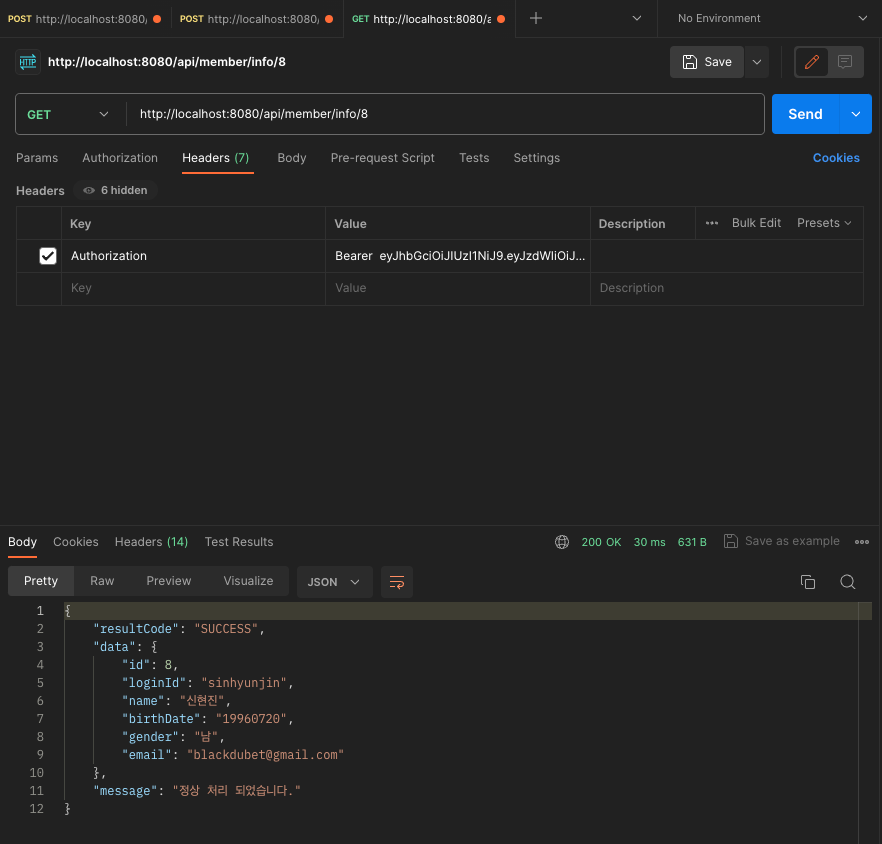 POST http://localhost:8080/ POST http://localhost:8080/ GET http://localhost:8080/a No Environment
HTTP http://localhost:8080/api/member/info/8 Save
GET http://localhost:8080/api/member/info/8 Send
Params Authorization Headers (7) Body Pre-request Script Tests Settings Cookies
Headers 6 hidden
Key Value Description ••• Bulk Edit Presets
Authorization Bearer eyJhbGciOiJIUzI1NiJ9.eyJzdWIiOiJ...
Key Value Description
Body Cookies Headers (14) Test Results 200 OK 30 ms 631 B Save as example •••
Pretty Raw Preview Visualize JSON
1 {
2 "resultCode": "SUCCESS",
3 "data": {
4 "id": 8,
5 "loginId": "sinhyunjin",
6 "name": "신현진",
7 "birthDate": "19960720",
8 "gender": "남",
9 "email": "blackdubet@gmail.com"
10 },
11 "message": "정상 처리 되었습니다."
12 }